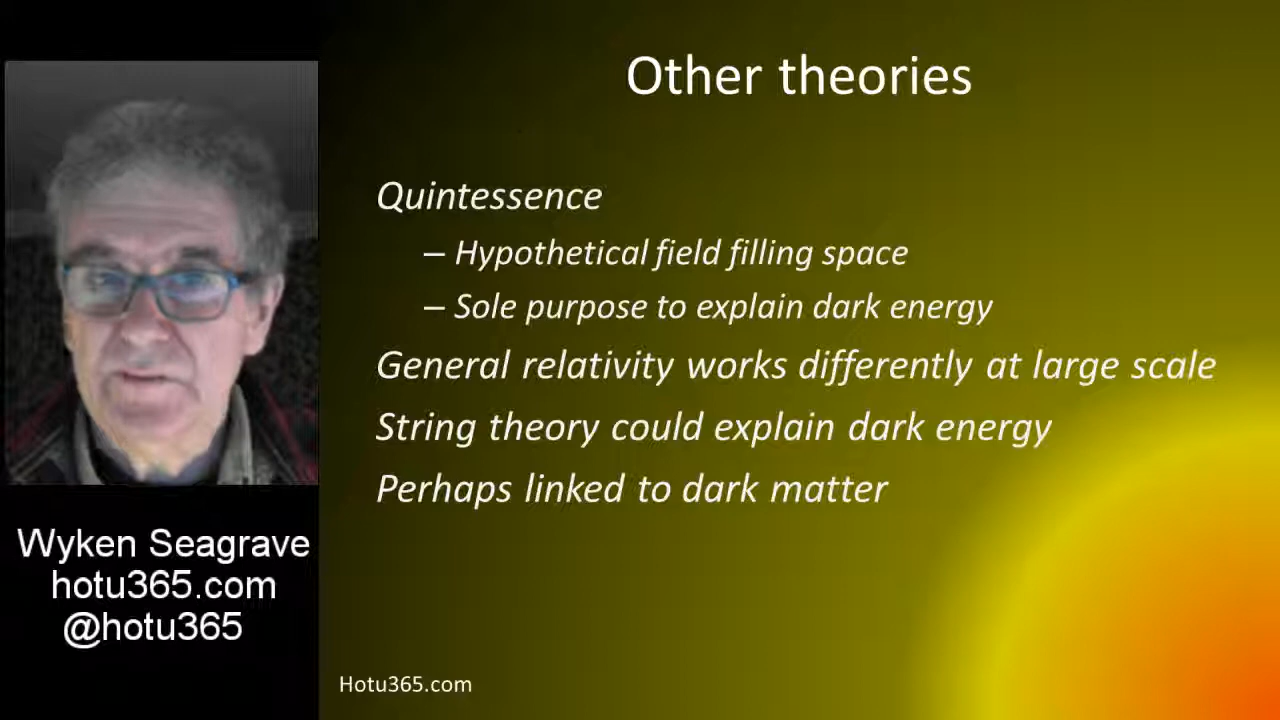 Other theories
Quintessence
– Hypothetical field filling space
– Sole purpose to explain dark energy
General relativity works differently at large scale
String theory could explain dark energy
Perhaps linked to dark matter
Wyken Seagrave
hotu365.com
@hotu365
Hotu365.com